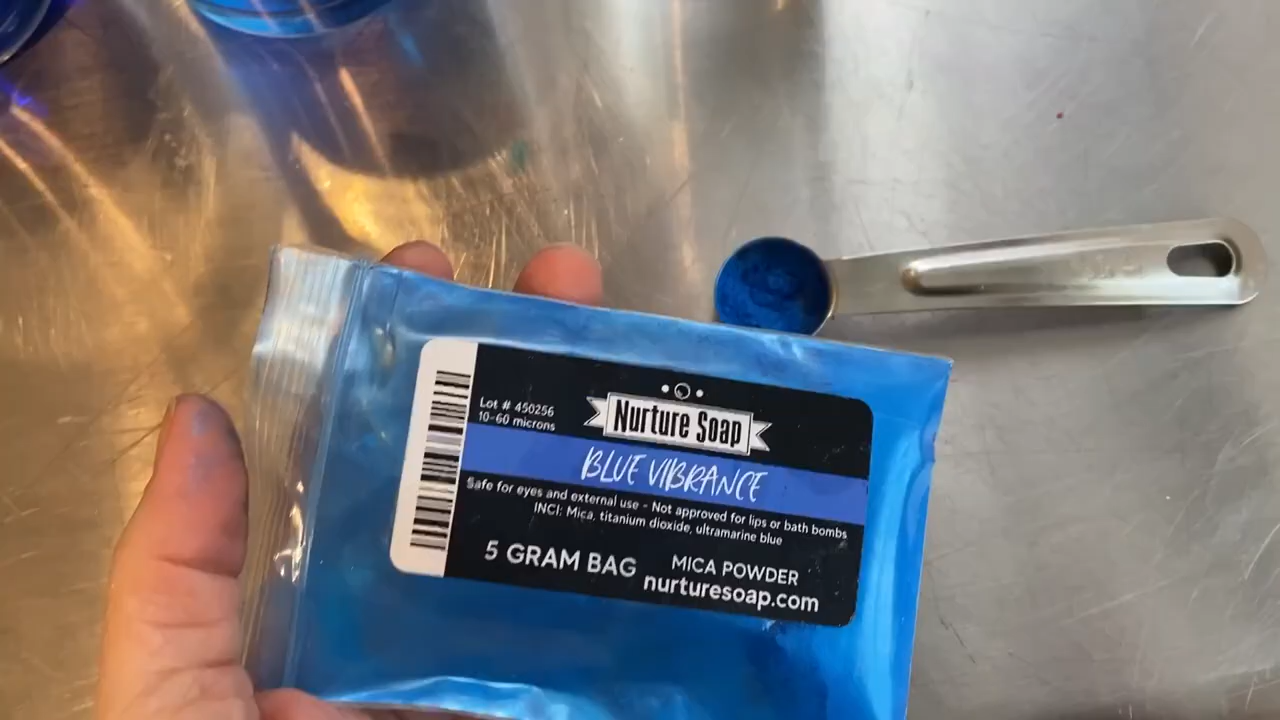 Lot # 450256
10-60 microns
Nurture Soap
BLUE VIBRANCE
Safe for eyes and external use - Not approved for lips or bath bombs
INCI: Mica, titanium dioxide, ultramarine blue
5 GRAM BAG
MICA POWDER
nurturesoap.com